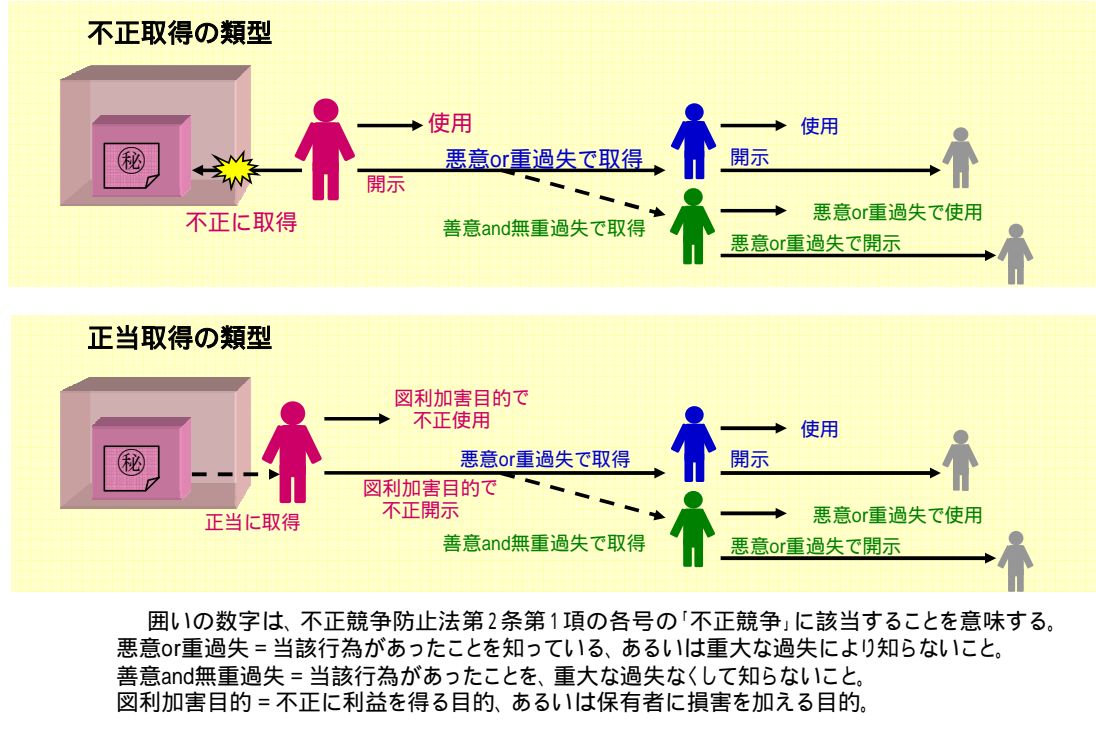 不正取得の類型
㊙
使用
開示
不正に取得
悪意or重過失で取得
善意and無重過失で取得
使用
開示
悪意or重過失で使用
悪意or重過失で開示
正当取得の類型
㊙
正当に取得
図利加害目的で
不正使用
図利加害目的で
不正開示
悪意or重過失で取得
善意and無重過失で取得
使用
開示
悪意or重過失で使用
悪意or重過失で開示
囲いの数字は、不正競争防止法第2条第1項の各号の「不正競争」に該当することを意味する。
悪意or重過失 = 当該行為があったことを知っている、あるいは重大な過失により知らないこと。
善意and無重過失 = 当該行為があったことを、重大な過失なくして知らないこと。
図利加害目的 = 不正に利益を得る目的、あるいは保有者に損害を加える目的。